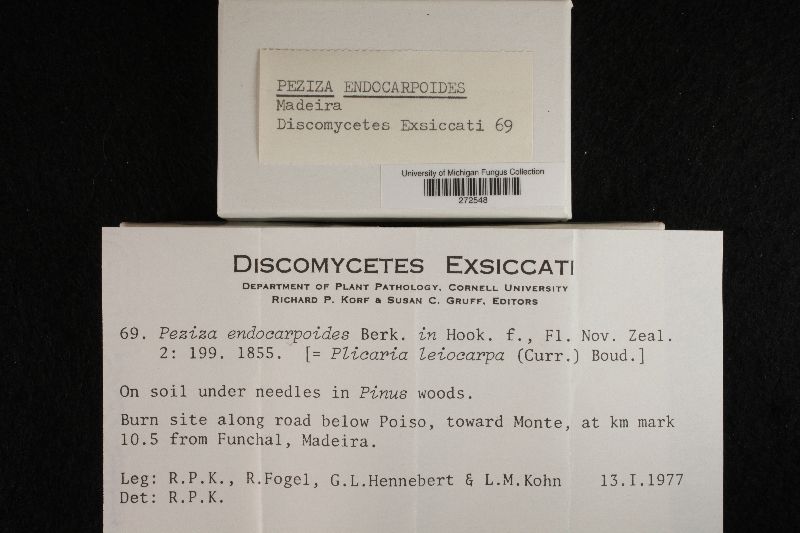 PEZIZA ENDOCARPOIDES
Madeira
Discomycetes Exsiccati 69
University of Michigan Fungus Collection
272548
DISCOMYCETES EXSICCATI
DEPARTMENT OF PLANT PATHOLOGY, CORNELL UNIVERSITY
RICHARD P. KORF & SUSAN C. GRUFF, EDITORS
69. Peziza endocarpoides Berk. in Hook. f., Fl. Nov. Zeal.
2: 199. 1855. [= Plicaria leiocarpa (Curr.) Boud.]
On soil under needles in Pinus woods.
Burn site along road below Poiso, toward Monte, at km mark
10.5 from Funchal, Madeira.
Leg: R.P.K., R.Fogel, G.L.Hennebert & L.M.Kohn 13.I.1977
Det: R.P.K.